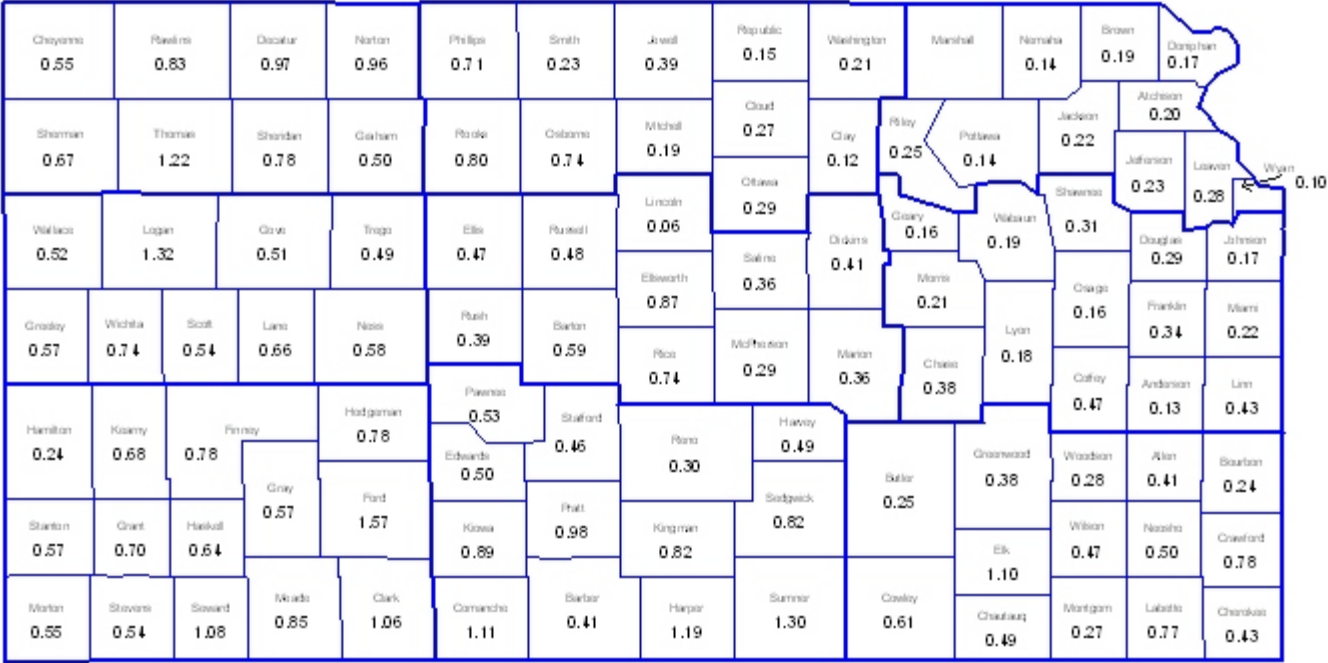 Cheyenne Rawlins Decatur Norton Phillips Smith Jewell Republic Washington Marshall Nemaha Brown Doniphan
0.55 0.83 0.97 0.96 0.71 0.23 0.39 0.15 0.21 0.14 0.19 0.17
Sherman Thomas Sheridan Graham Rooks Osborne Mitchell Cloud Clay Riley Pottawa Jackson Atchison
0.67 1.22 0.78 0.50 0.80 0.74 0.19 0.27 0.12 0.25 0.14 0.22 0.20
Jefferson Leaven Wyan
0.23 0.28 0.10
Wallace Logan Gove Trego Ellis Russell Lincoln Ottawa Dickins Geary Wabaun Shawnee Douglas Johnson
0.52 1.32 0.51 0.49 0.47 0.48 0.06 0.29 0.41 0.16 0.19 0.31 0.29 0.17
Ellsworth Saline Morris Osage
0.87 0.36 0.21 0.16
Greeley Wichita Scott Lane Ness Rush Barton Rice McPherson Marion Chase Lyon Franklin Miami
0.57 0.74 0.54 0.66 0.58 0.39 0.59 0.74 0.29 0.36 0.38 0.18 0.34 0.22
Coffey Anderson Linn
0.47 0.13 0.43
Hamilton Kearny Finney Hodgeman Pawnee Stafford Reno Harvey
0.24 0.68 0.78 0.78 0.53 0.46 0.30 0.49
Gray Ford Edwards Pratt Kingman Sedgwick Butler Greenwood Woodson Allen Bourbon
0.57 1.57 0.50 0.98 0.82 0.82 0.25 0.38 0.28 0.41 0.24
Stanton Grant Haskell Kiowa Elk Wilson Neosho Crawford
0.57 0.70 0.64 0.89 1.10 0.47 0.50 0.78
Morton Stevens Seward Meade Clark Comanche Barber Harper Sumner Cowley Chautauq Montgom Labette Cherokee
0.55 0.54 1.08 0.85 1.06 1.11 0.41 1.19 1.30 0.61 0.49 0.27 0.77 0.43